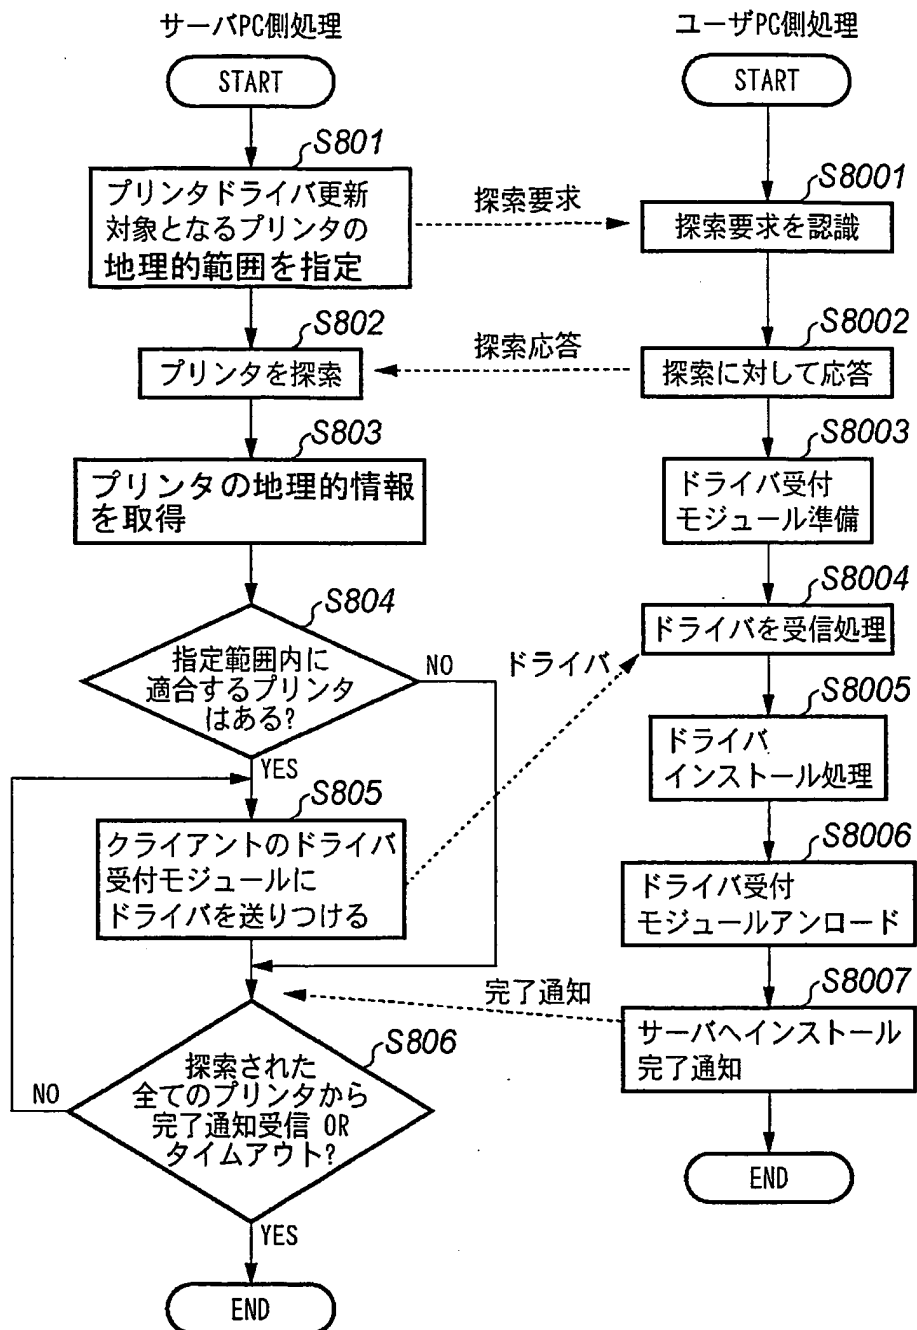 サーバPC側処理
START
S801
プリンタドライバ更新
対象となるプリンタの
地理的範囲を指定
探索要求
S802
プリンタを探索
探索応答
S803
プリンタの地理的情報
を取得
S804
指定範囲内に
適合するプリンタ
はある?
NO
YES
S805
クライアントのドライバ
受付モジュールに
ドライバを送りつける
ドライバ
S806
探索された
全てのプリンタから
完了通知受信 OR
タイムアウト?
NO
YES
完了通知
END
ユーザPC側処理
START
S8001
探索要求を認識
S8002
探索に対して応答
S8003
ドライバ受付
モジュール準備
S8004
ドライバを受信処理
S8005
ドライバ
インストール処理
S8006
ドライバ受付
モジュールアンロード
S8007
サーバへインストール
完了通知
END